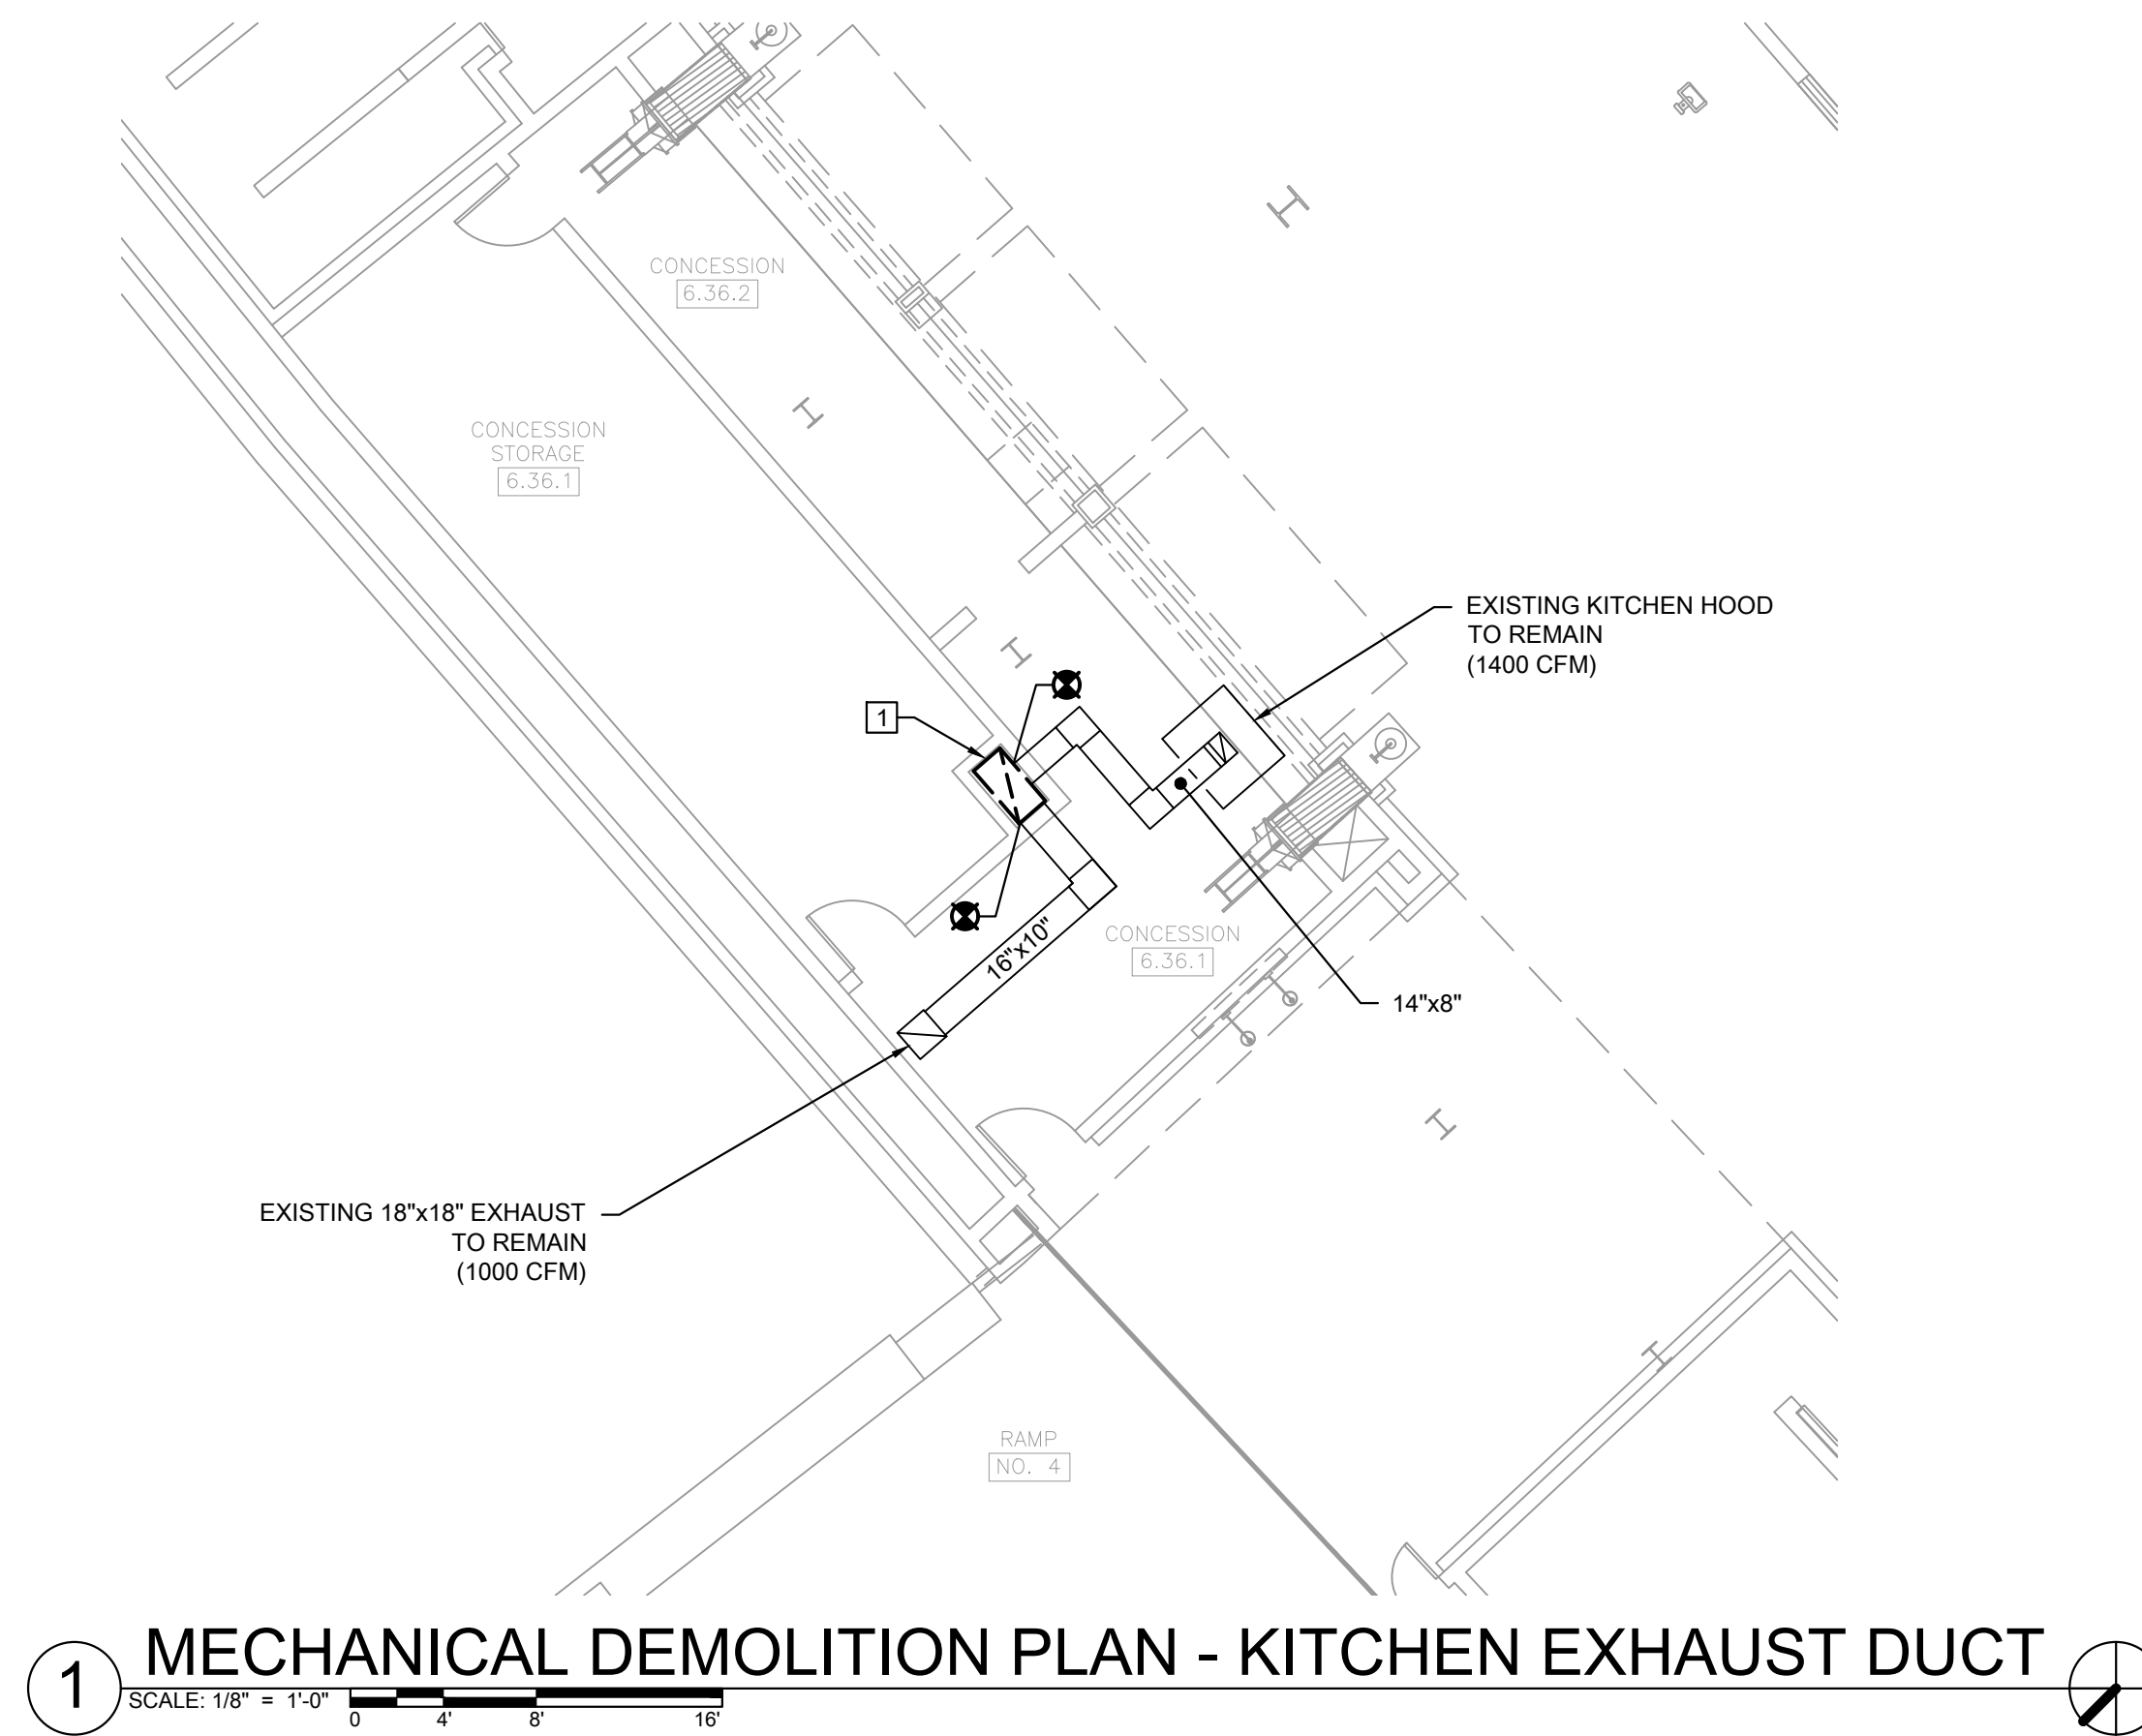 CONCESSION
6.36.2
CONCESSION
STORAGE
6.36.1
EXISTING KITCHEN HOOD
TO REMAIN
(1400 CFM)
1
16"x10"
CONCESSION
6.36.1
14"x8"
EXISTING 18"x18" EXHAUST
TO REMAIN
(1000 CFM)
RAMP
NO. 4
1
MECHANICAL DEMOLITION PLAN - KITCHEN EXHAUST DUCT
SCALE: 1/8" = 1'-0"
0 4' 8' 16'